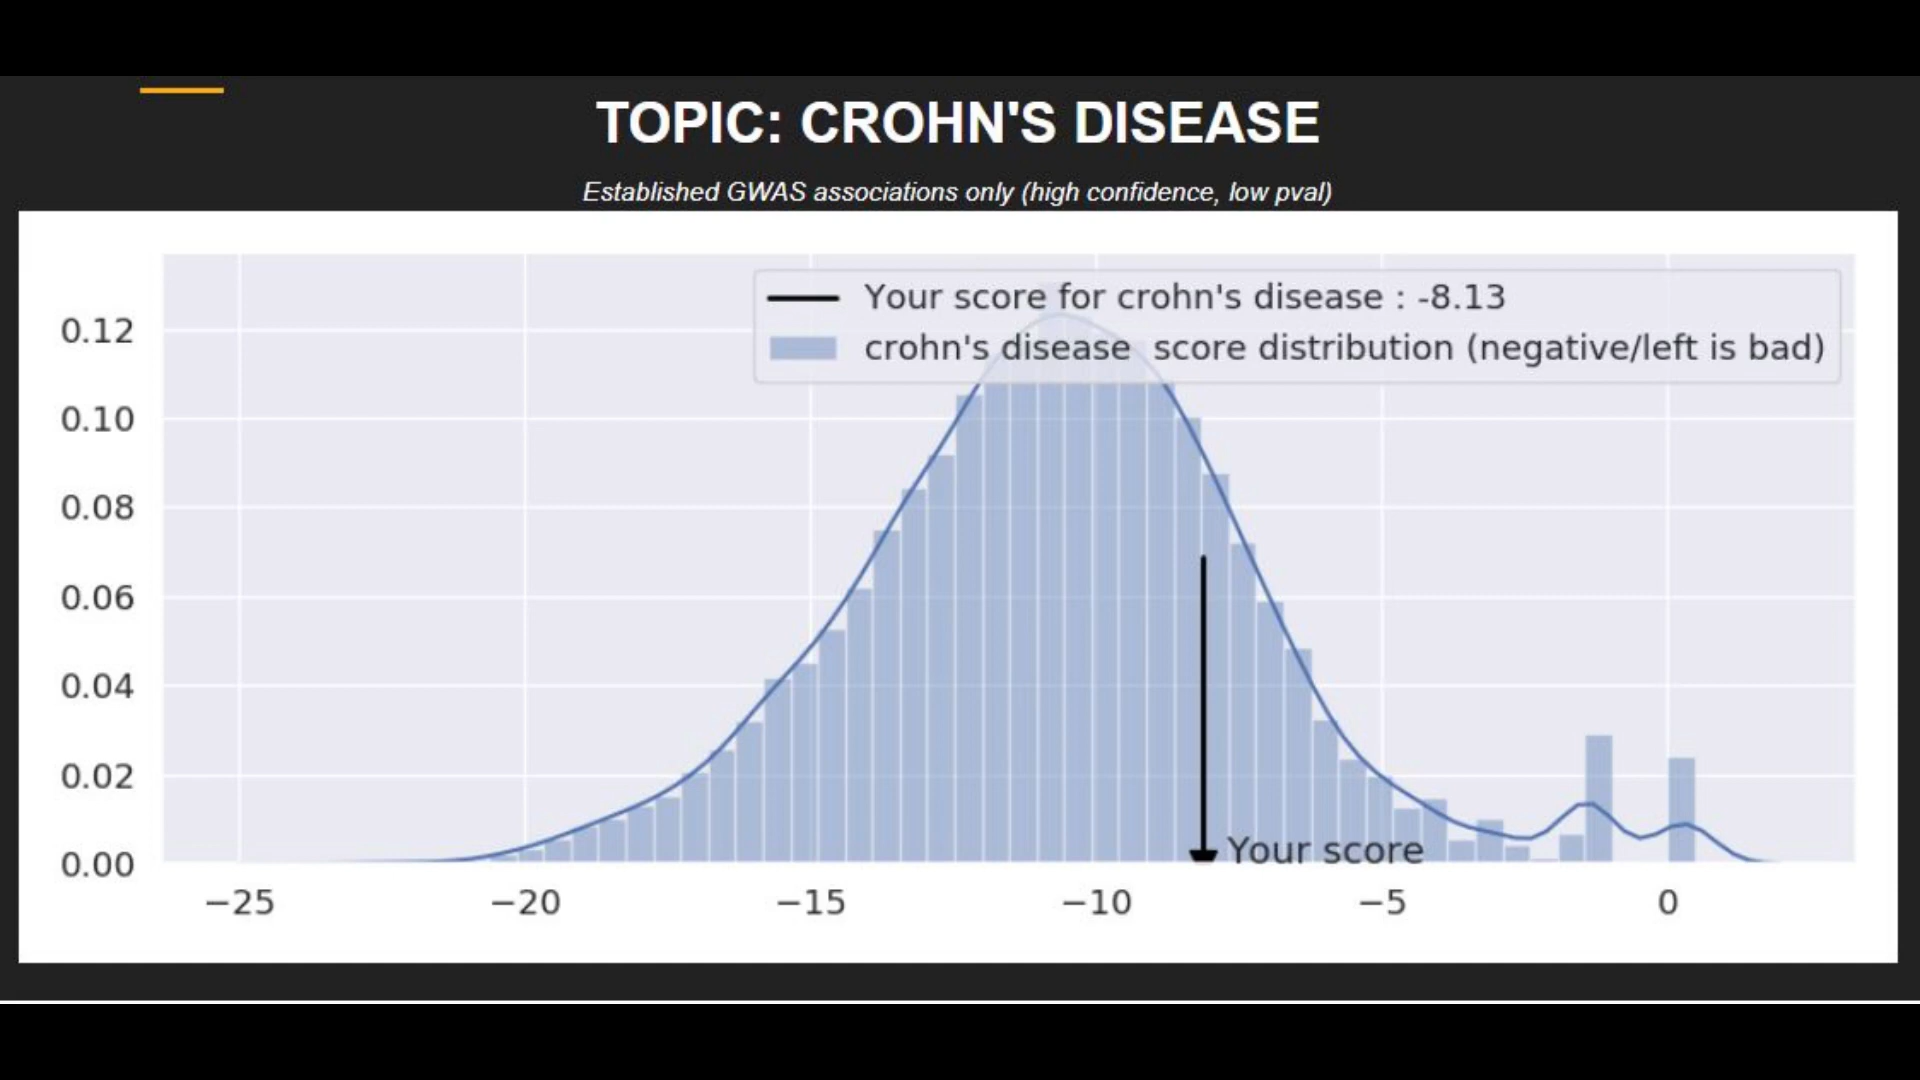 TOPIC: CROHN'S DISEASE
Established GWAS associations only (high confidence, low pval)
Your score for crohn's disease : -8.13
crohn's disease  score distribution (negative/left is bad)
0.12
0.10
0.08
0.06
0.04
0.02
0.00
Your score
−25 −20 −15 −10 −5 0